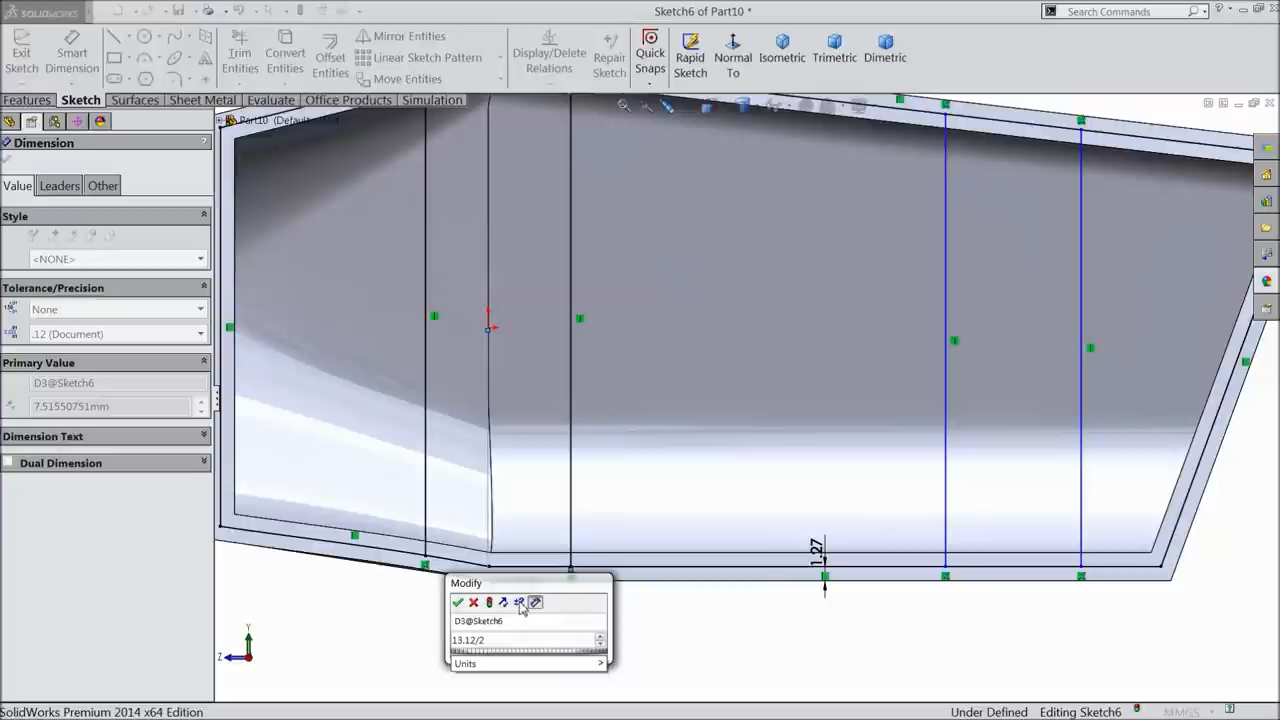 SOLIDWORKS
Sketch6 of Part10 *
Search Commands
Exit Sketch
Smart Dimension
Trim Entities
Convert Entities
Offset Entities
Mirror Entities
Linear Sketch Pattern
Move Entities
Display/Delete Relations
Repair Sketch
Quick Snaps
Rapid Sketch
Normal To
Isometric
Trimetric
Dimetric
Features
Sketch
Surfaces
Sheet Metal
Evaluate
Office Products
Simulation
Part10 (Default
Dimension
?
Value
Leaders
Other
Style
<NONE>
Tolerance/Precision
None
.12 (Document)
Primary Value
D3@Sketch6
7.51550751mm
Dimension Text
Dual Dimension
1.27
Modify
D3@Sketch6
13.12/2
Units >
Y
Z
SolidWorks Premium 2014 x64 Edition
Under Defined
Editing Sketch6
MMGS